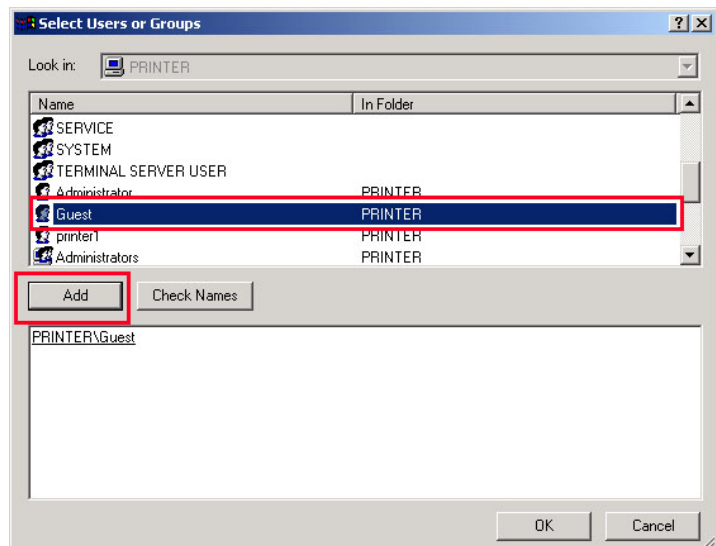 Select Users or Groups
Look in: PRINTER
Name In Folder
SERVICE
SYSTEM
TERMINAL SERVER USER
Administrator PRINTER
Guest PRINTER
printer1 PRINTER
Administrators PRINTER
Add Check Names
PRINTER\Guest
OK Cancel